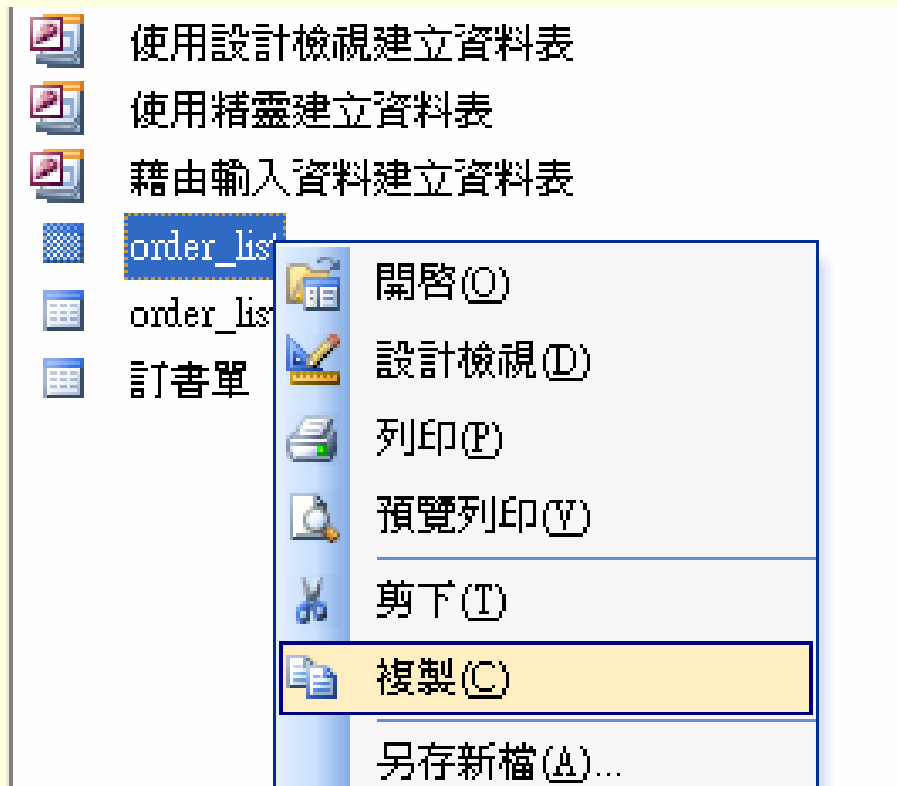 使用設計檢視建立資料表
使用精靈建立資料表
藉由輸入資料建立資料表
order_list
開啓(O)
order_lis
設計檢視(D)
訂書單
列印(P)
預覽列印(V)
剪下(T)
複製(C)
另存新檔(A)...